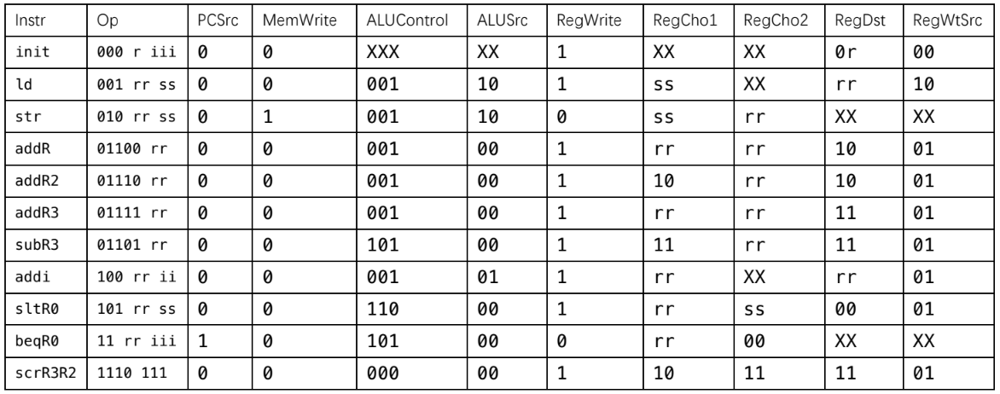 Instr Op PCSrc MemWrite ALUControl ALUSrc RegWrite RegCho1 RegCho2 RegDst RegWtSrc
init 000 r iii 0 0 XXX XX 1 XX XX 0r 00
ld 001 rr ss 0 0 001 10 1 ss XX rr 10
str 010 rr ss 0 1 001 10 0 ss rr XX XX
addR 01100 rr 0 0 001 00 1 rr rr 10 01
addR2 01110 rr 0 0 001 00 1 10 rr 10 01
addR3 01111 rr 0 0 001 00 1 rr rr 11 01
subR3 01101 rr 0 0 101 00 1 11 rr 11 01
addi 100 rr ii 0 0 001 01 1 rr XX rr 01
sltR0 101 rr ss 0 0 110 00 1 rr ss 00 01
beqR0 11 rr iii 1 0 101 00 0 rr 00 XX XX
scrR3R2 1110 111 0 0 000 00 1 10 11 11 01